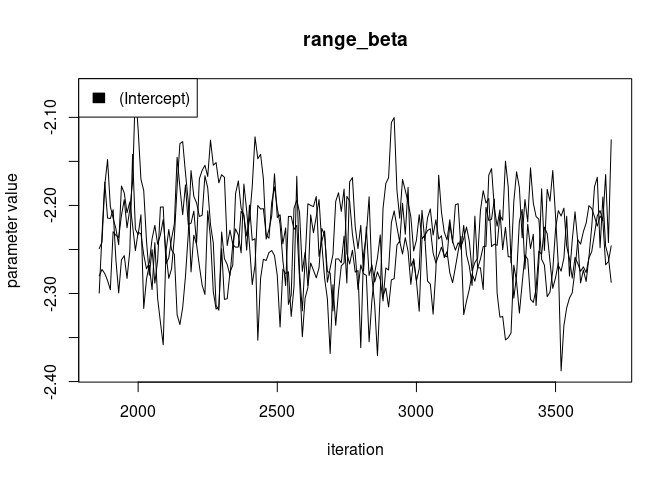 range_beta
(Intercept)
-2.10
-2.20
-2.30
-2.40
parameter value
2000 2500 3000 3500
iteration